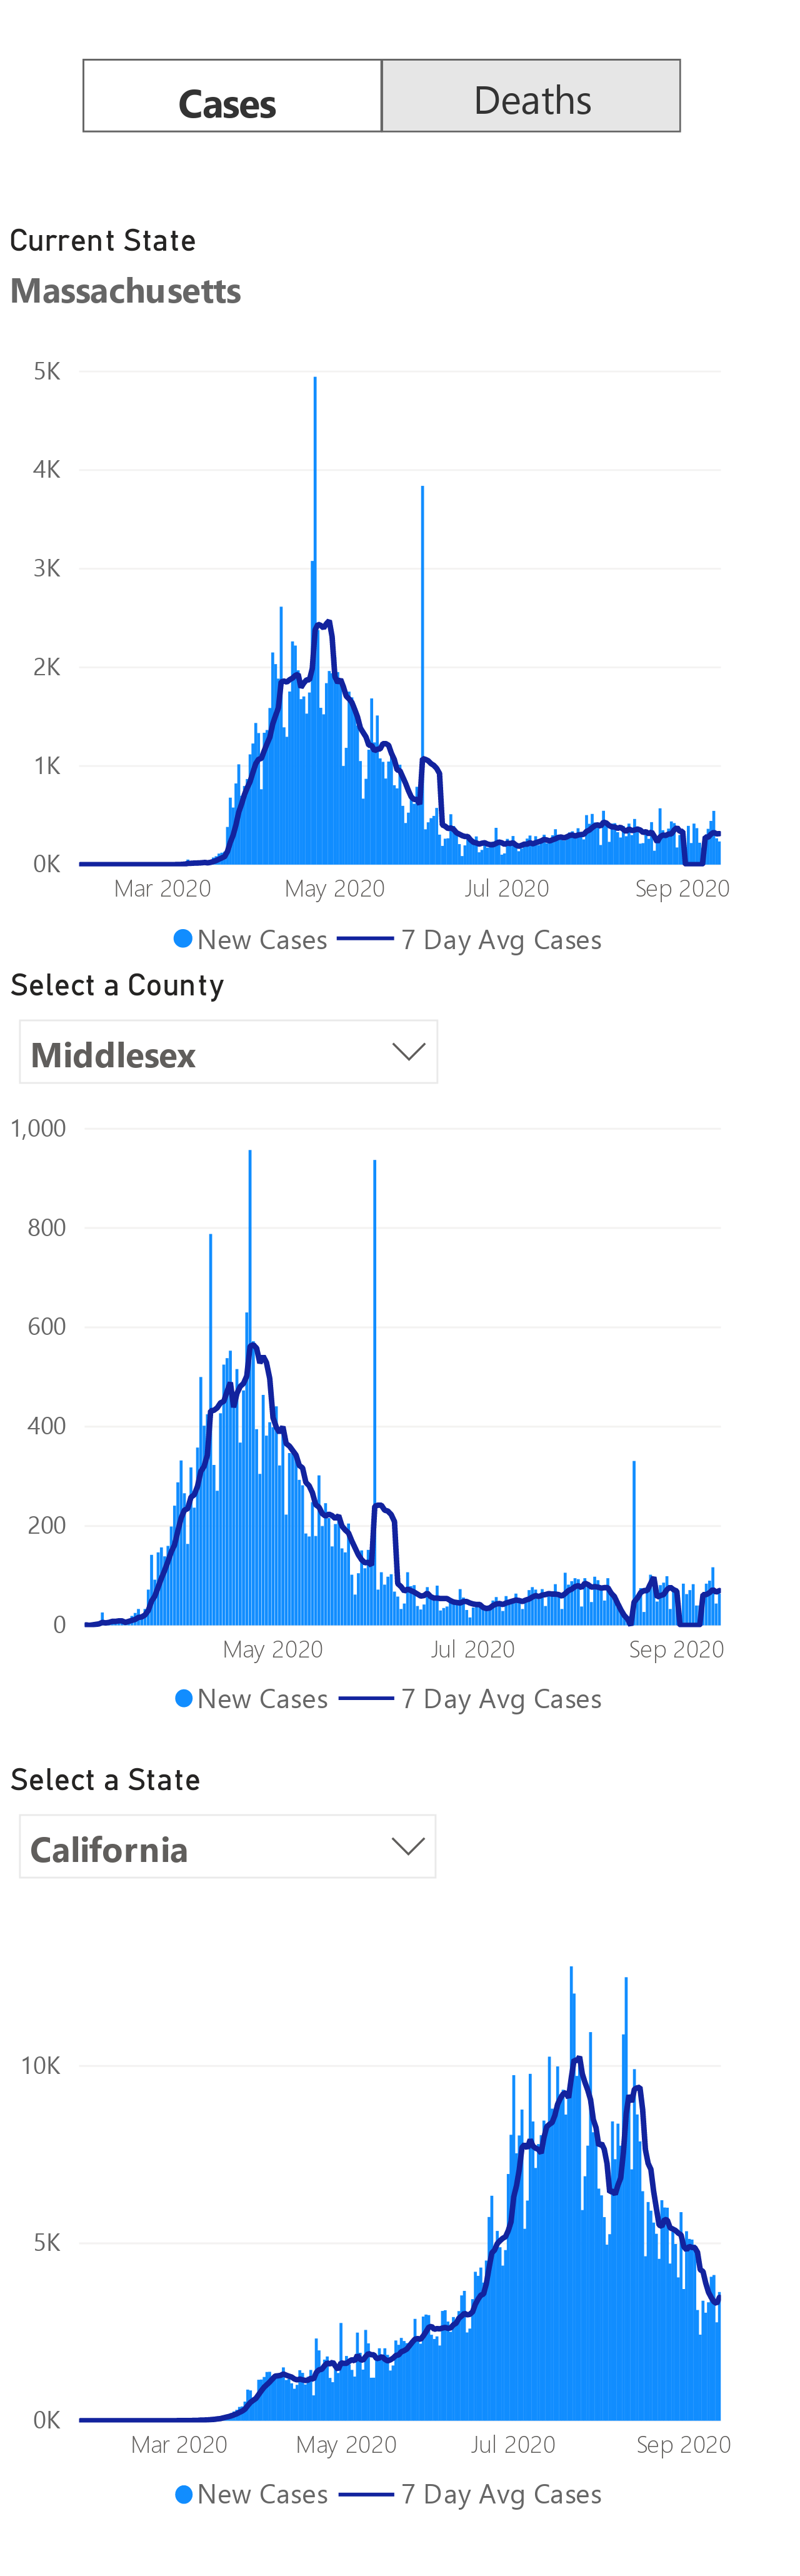 Cases Deaths
Current State
Massachusetts
5K
4K
3K
2K
1K
0K
Mar 2020 May 2020 Jul 2020 Sep 2020
New Cases 7 Day Avg Cases
Select a County
Middlesex
1,000
800
600
400
200
0
May 2020 Jul 2020 Sep 2020
New Cases 7 Day Avg Cases
Select a State
California
10K
5K
0K
Mar 2020 May 2020 Jul 2020 Sep 2020
New Cases 7 Day Avg Cases